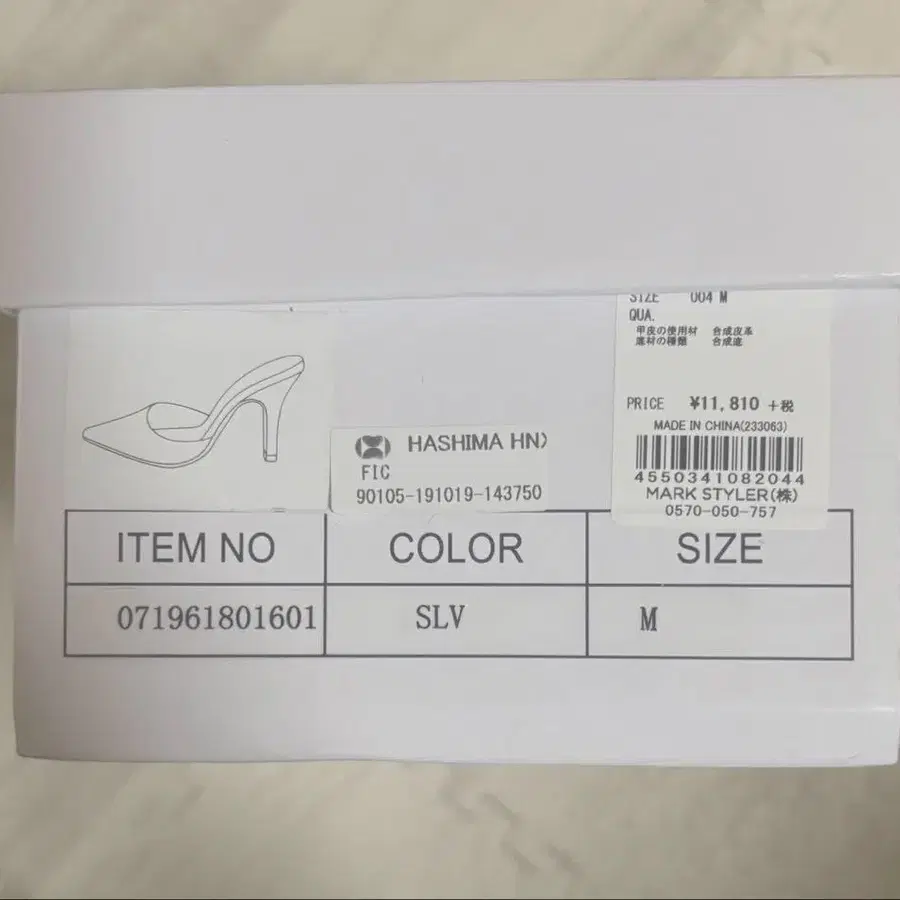 SIZE 004 M
QUA.
甲皮の使用材 合成皮革
底材の種類 合成底
PRICE ¥11,810 +税
MADE IN CHINA(233063)
4550341082044
MARK STYLER(株)
0570-050-757
HASHIMA HN)
FIC
90105-191019-143750
ITEM NO COLOR SIZE
071961801601 SLV M